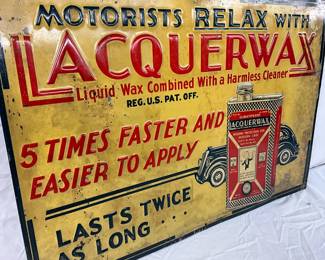 MOTORISTS RELAX WITH
LACQUERWAX
Liquid Wax Combined With a Harmless Cleaner
REG. U.S. PAT. OFF.
5 TIMES FASTER AND
EASIER TO APPLY
LACQUERWAX
LASTS TWICE
AS LONG . . .